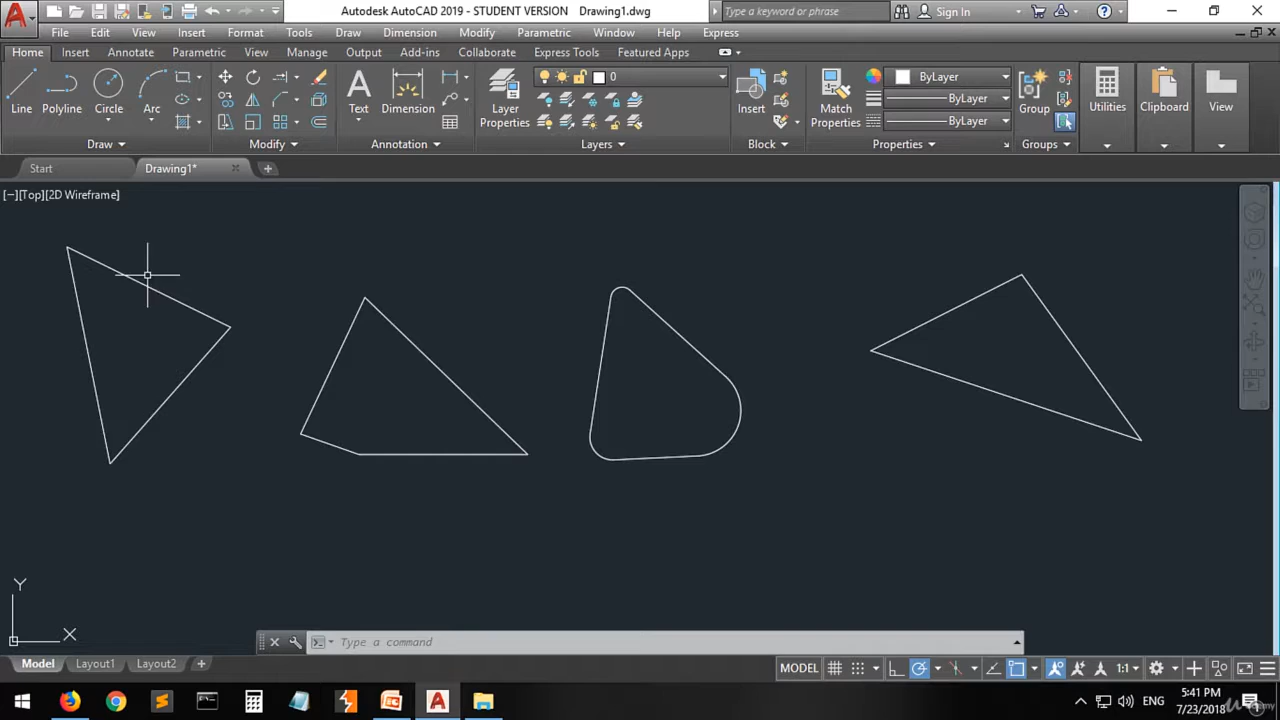 Autodesk AutoCAD 2019 - STUDENT VERSION Drawing1.dwg
Type a keyword or phrase
Sign In
File Edit View Insert Format Tools Draw Dimension Modify Parametric Window Help Express
Home Insert Annotate Parametric View Manage Output Add-ins Collaborate Express Tools Featured Apps
Line Polyline Circle Arc
Text Dimension
Layer Properties
0
Insert
Match Properties
ByLayer
ByLayer
ByLayer
Group
Utilities
Clipboard
View
Draw Modify Annotation Layers Block Properties Groups
Start Drawing1*
[−][Top][2D Wireframe]
Y
X
Type a command
Model Layout1 Layout2
MODEL 1:1
ENG
5:41 PM
7/23/2018